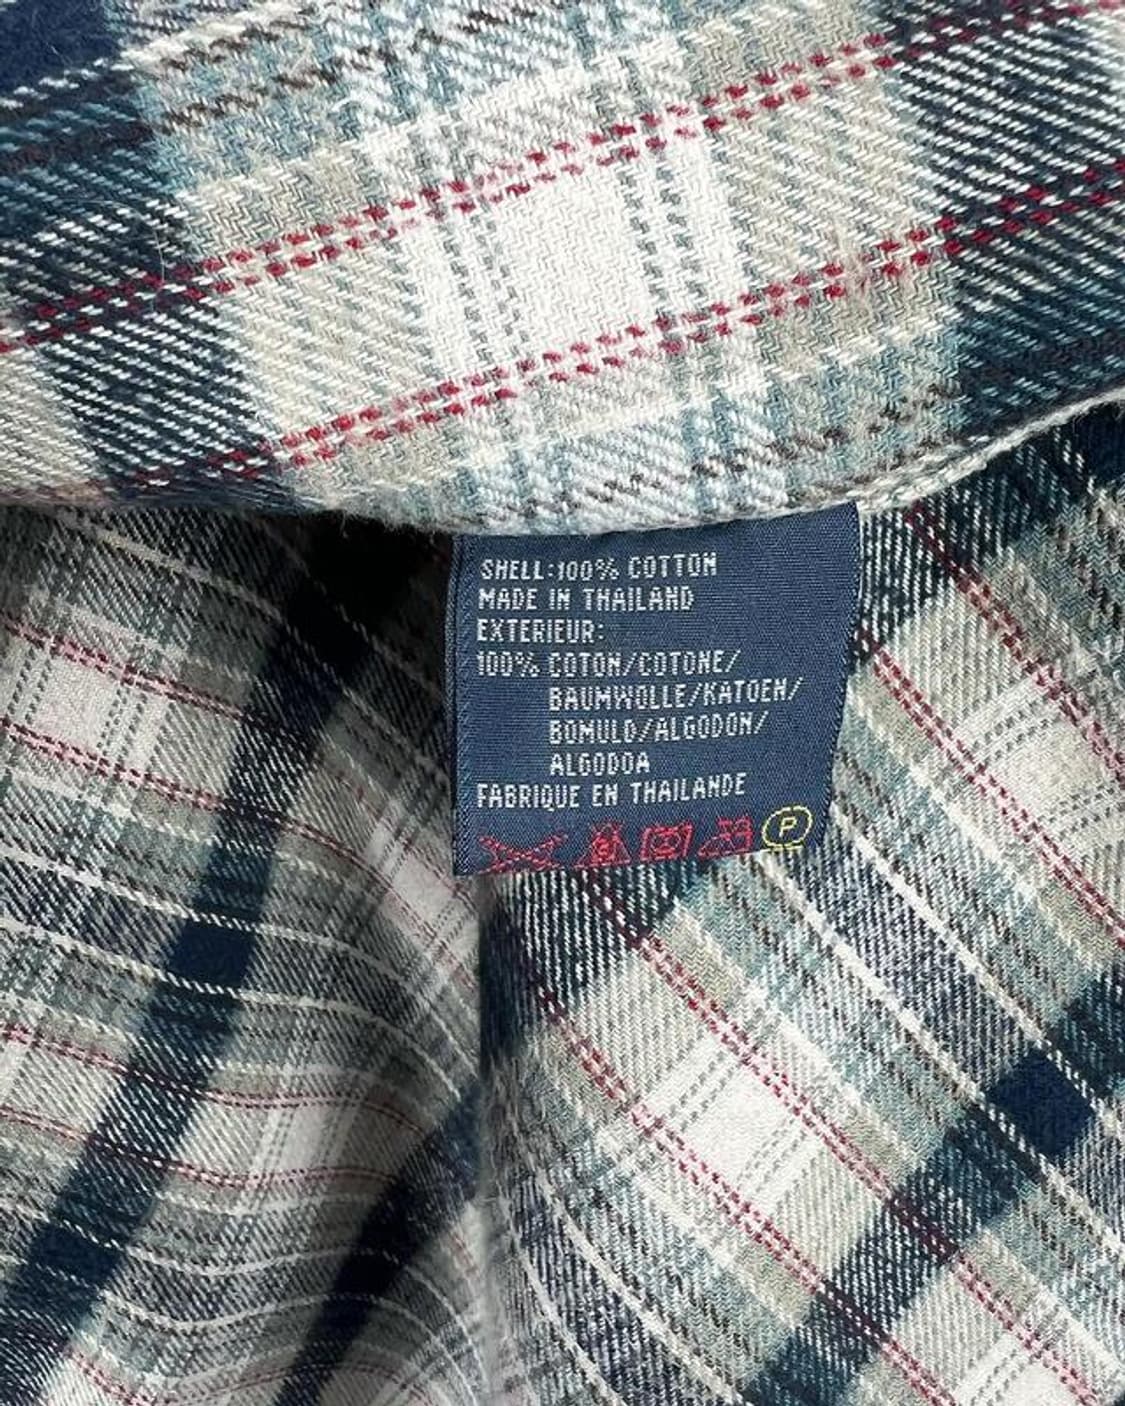 SHELL:100% COTTON
MADE IN THAILAND
EXTERIEUR:
100% COTON/COTONE/
BAUMWOLLE/KATOEN/
BOMULD/ALGODON/
ALGODOA
FABRIQUE EN THAILANDE
P